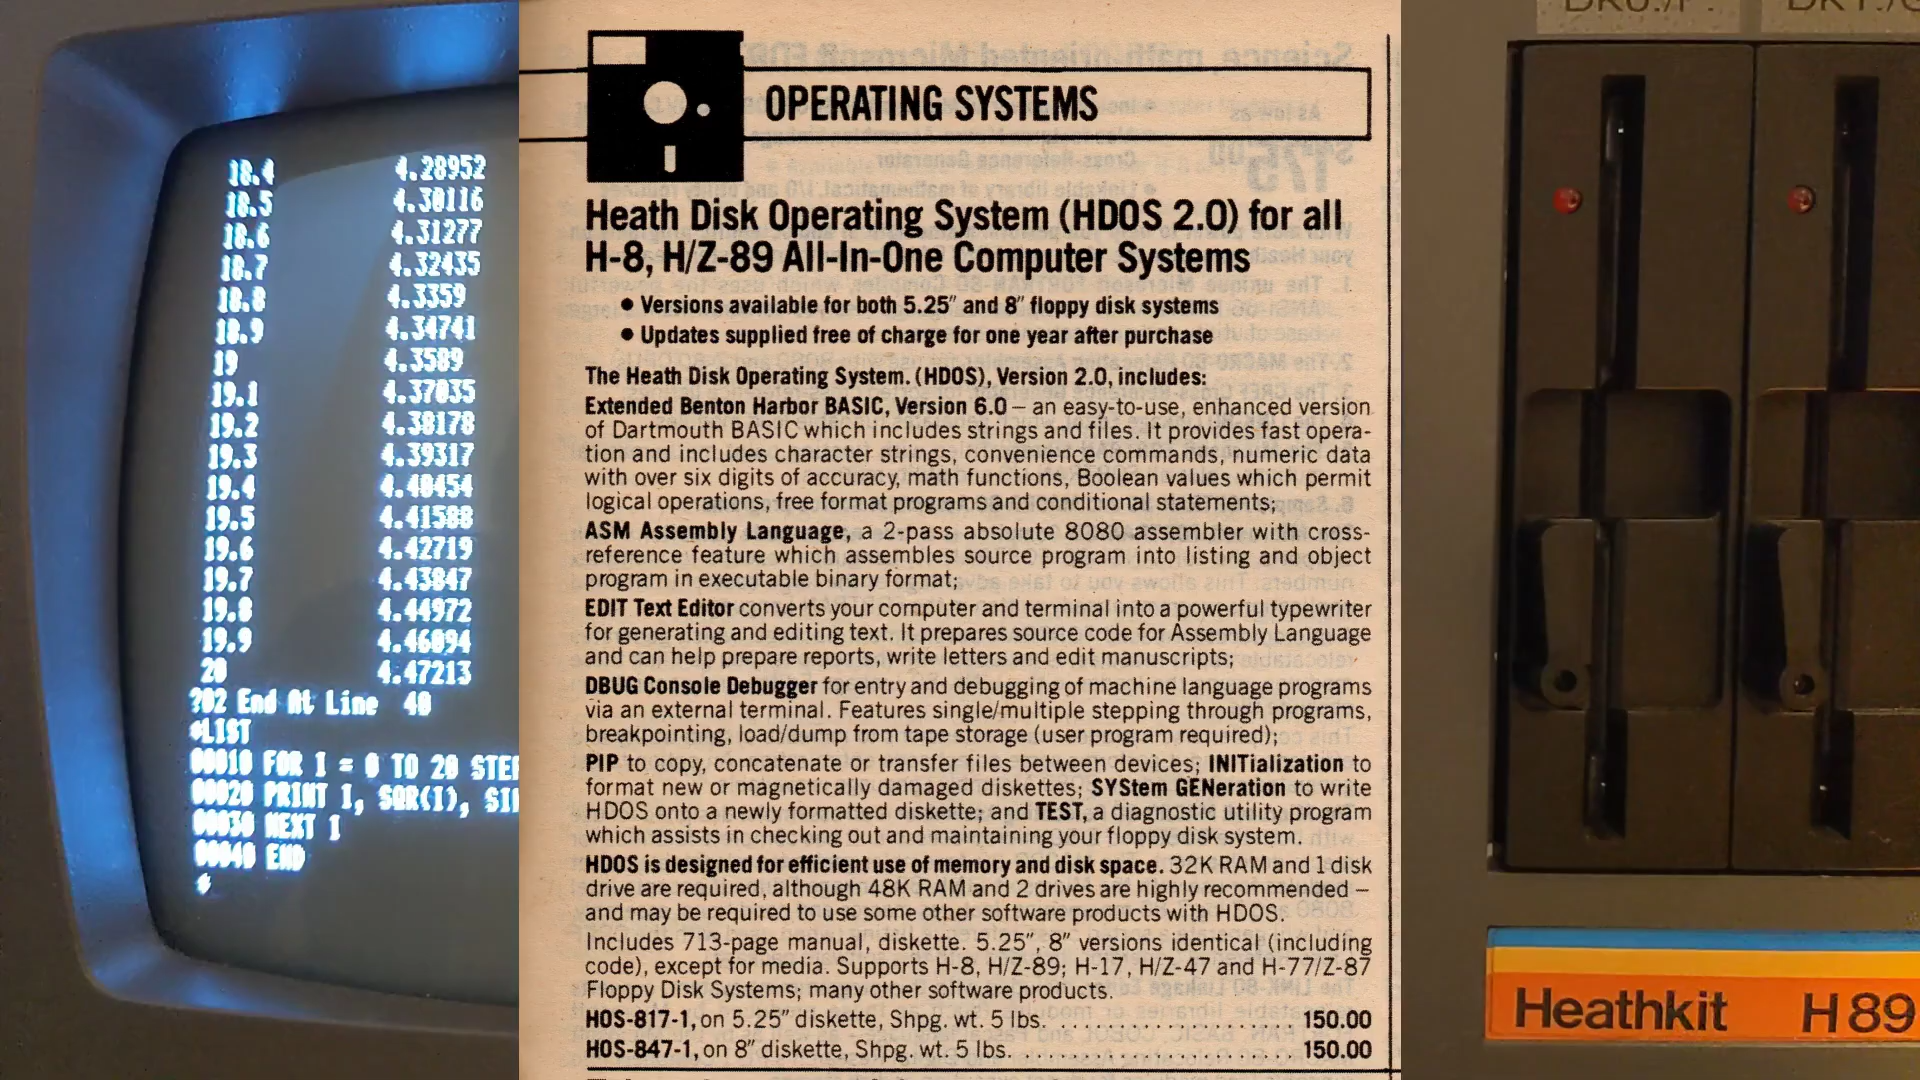 18.4 4.28952
18.5 4.30116
18.6 4.31277
18.7 4.32435
18.8 4.3359
18.9 4.34741
19 4.3589
19.1 4.37035
19.2 4.38178
19.3 4.39317
19.4 4.40454
19.5 4.41588
19.6 4.42719
19.7 4.43847
19.8 4.44972
19.9 4.46094
20 4.47213
?02 End At Line 40
*LIST
00010 FOR I = 0 TO 20 STE
00020 PRINT I, SQR(I), SI
00030 NEXT I
00040 END
*
OPERATING SYSTEMS
Heath Disk Operating System (HDOS 2.0) for all
H-8, H/Z-89 All-In-One Computer Systems
• Versions available for both 5.25″ and 8″ floppy disk systems
• Updates supplied free of charge for one year after purchase
The Heath Disk Operating System. (HDOS), Version 2.0, includes:
Extended Benton Harbor BASIC, Version 6.0 – an easy-to-use, enhanced version
of Dartmouth BASIC which includes strings and files. It provides fast opera-
tion and includes character strings, convenience commands, numeric data
with over six digits of accuracy, math functions, Boolean values which permit
logical operations, free format programs and conditional statements;
ASM Assembly Language, a 2-pass absolute 8080 assembler with cross-
reference feature which assembles source program into listing and object
program in executable binary format;
EDIT Text Editor converts your computer and terminal into a powerful typewriter
for generating and editing text. It prepares source code for Assembly Language
and can help prepare reports, write letters and edit manuscripts;
DBUG Console Debugger for entry and debugging of machine language programs
via an external terminal. Features single/multiple stepping through programs,
breakpointing, load/dump from tape storage (user program required);
PIP to copy, concatenate or transfer files between devices; INITialization to
format new or magnetically damaged diskettes; SYStem GENeration to write
HDOS onto a newly formatted diskette; and TEST, a diagnostic utility program
which assists in checking out and maintaining your floppy disk system.
HDOS is designed for efficient use of memory and disk space. 32K RAM and 1 disk
drive are required, although 48K RAM and 2 drives are highly recommended –
and may be required to use some other software products with HDOS.
Includes 713-page manual, diskette. 5.25″, 8″ versions identical (including
code), except for media. Supports H-8, H/Z-89; H-17, H/Z-47 and H-77/Z-87
Floppy Disk Systems; many other software products.
HOS-817-1, on 5.25″ diskette, Shpg. wt. 5 lbs. ..................... 150.00
HOS-847-1, on 8″ diskette, Shpg. wt. 5 lbs. ........................ 150.00
Heathkit H89